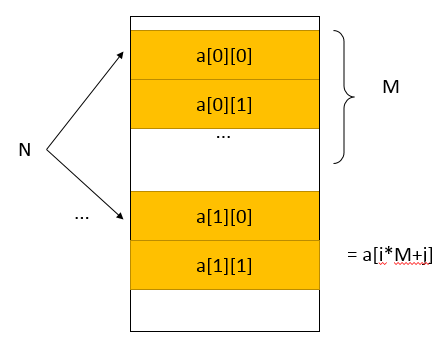 a[0][0]
M
a[0][1]
...
N
...
a[1][0]
a[1][1]
= a[i*M+j]